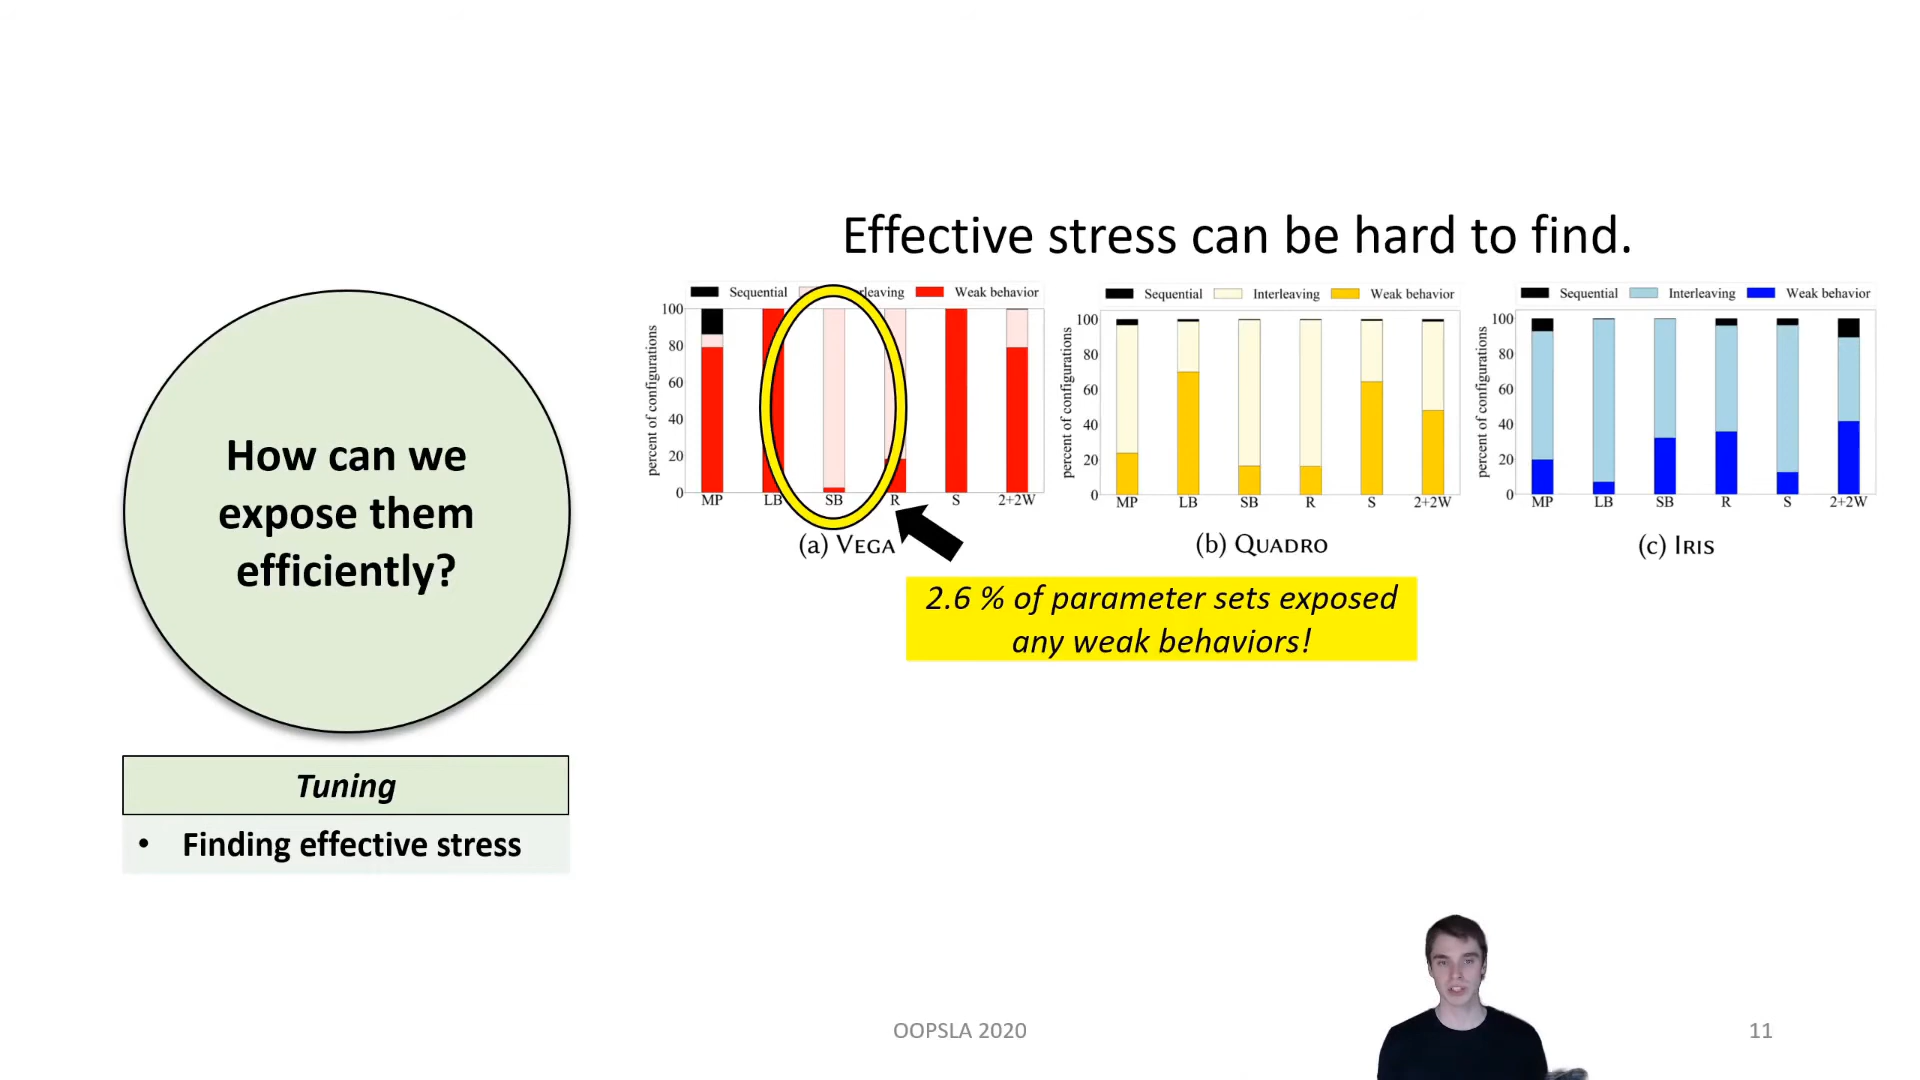 Effective stress can be hard to find.
How can we
expose them
efficiently?
Tuning
• Finding effective stress
Sequential Weak behavior
percent of configurations
100
80
60
40
20
0
MP LB SB R S 2+2W
(a) VEGA
Sequential Interleaving Weak behavior
percent of configurations
100
80
60
40
20
0
MP LB SB R S 2+2W
(b) QUADRO
Sequential Interleaving Weak behavior
percent of configurations
100
80
60
40
20
0
MP LB SB R S 2+2W
(c) IRIS
2.6 % of parameter sets exposed
any weak behaviors!
OOPSLA 2020
11